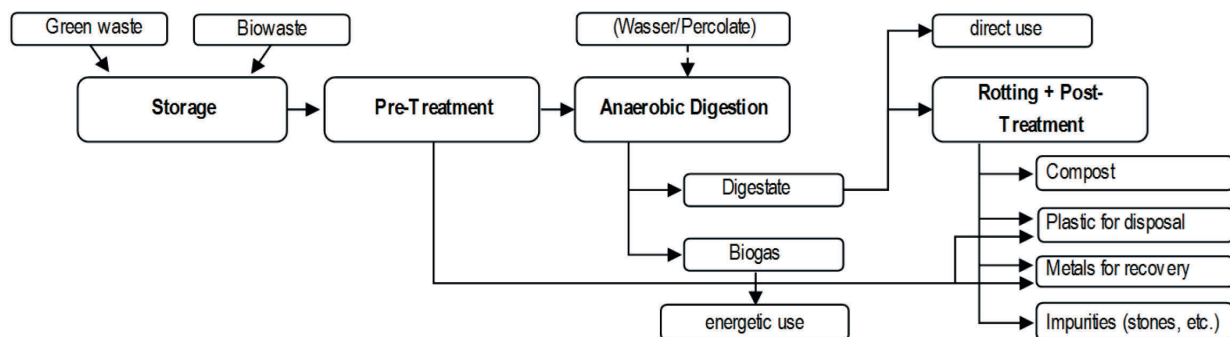 Green waste
Biowaste
(Wasser/Percolate)
direct use
Storage
Pre-Treatment
Anaerobic Digestion
Rotting + Post-
Treatment
Digestate
Compost
Plastic for disposal
Biogas
Metals for recovery
energetic use
Impurities (stones, etc.)